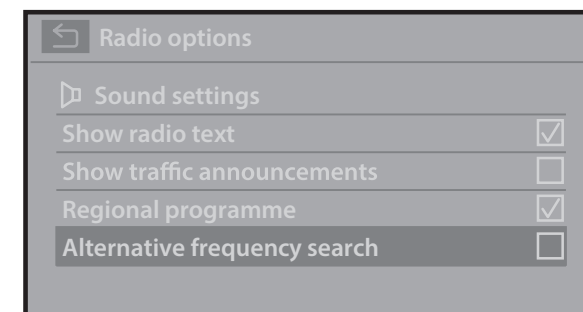 Radio options
Sound settings
Show radio text
Show traffic announcements
Regional programme
Alternative frequency search